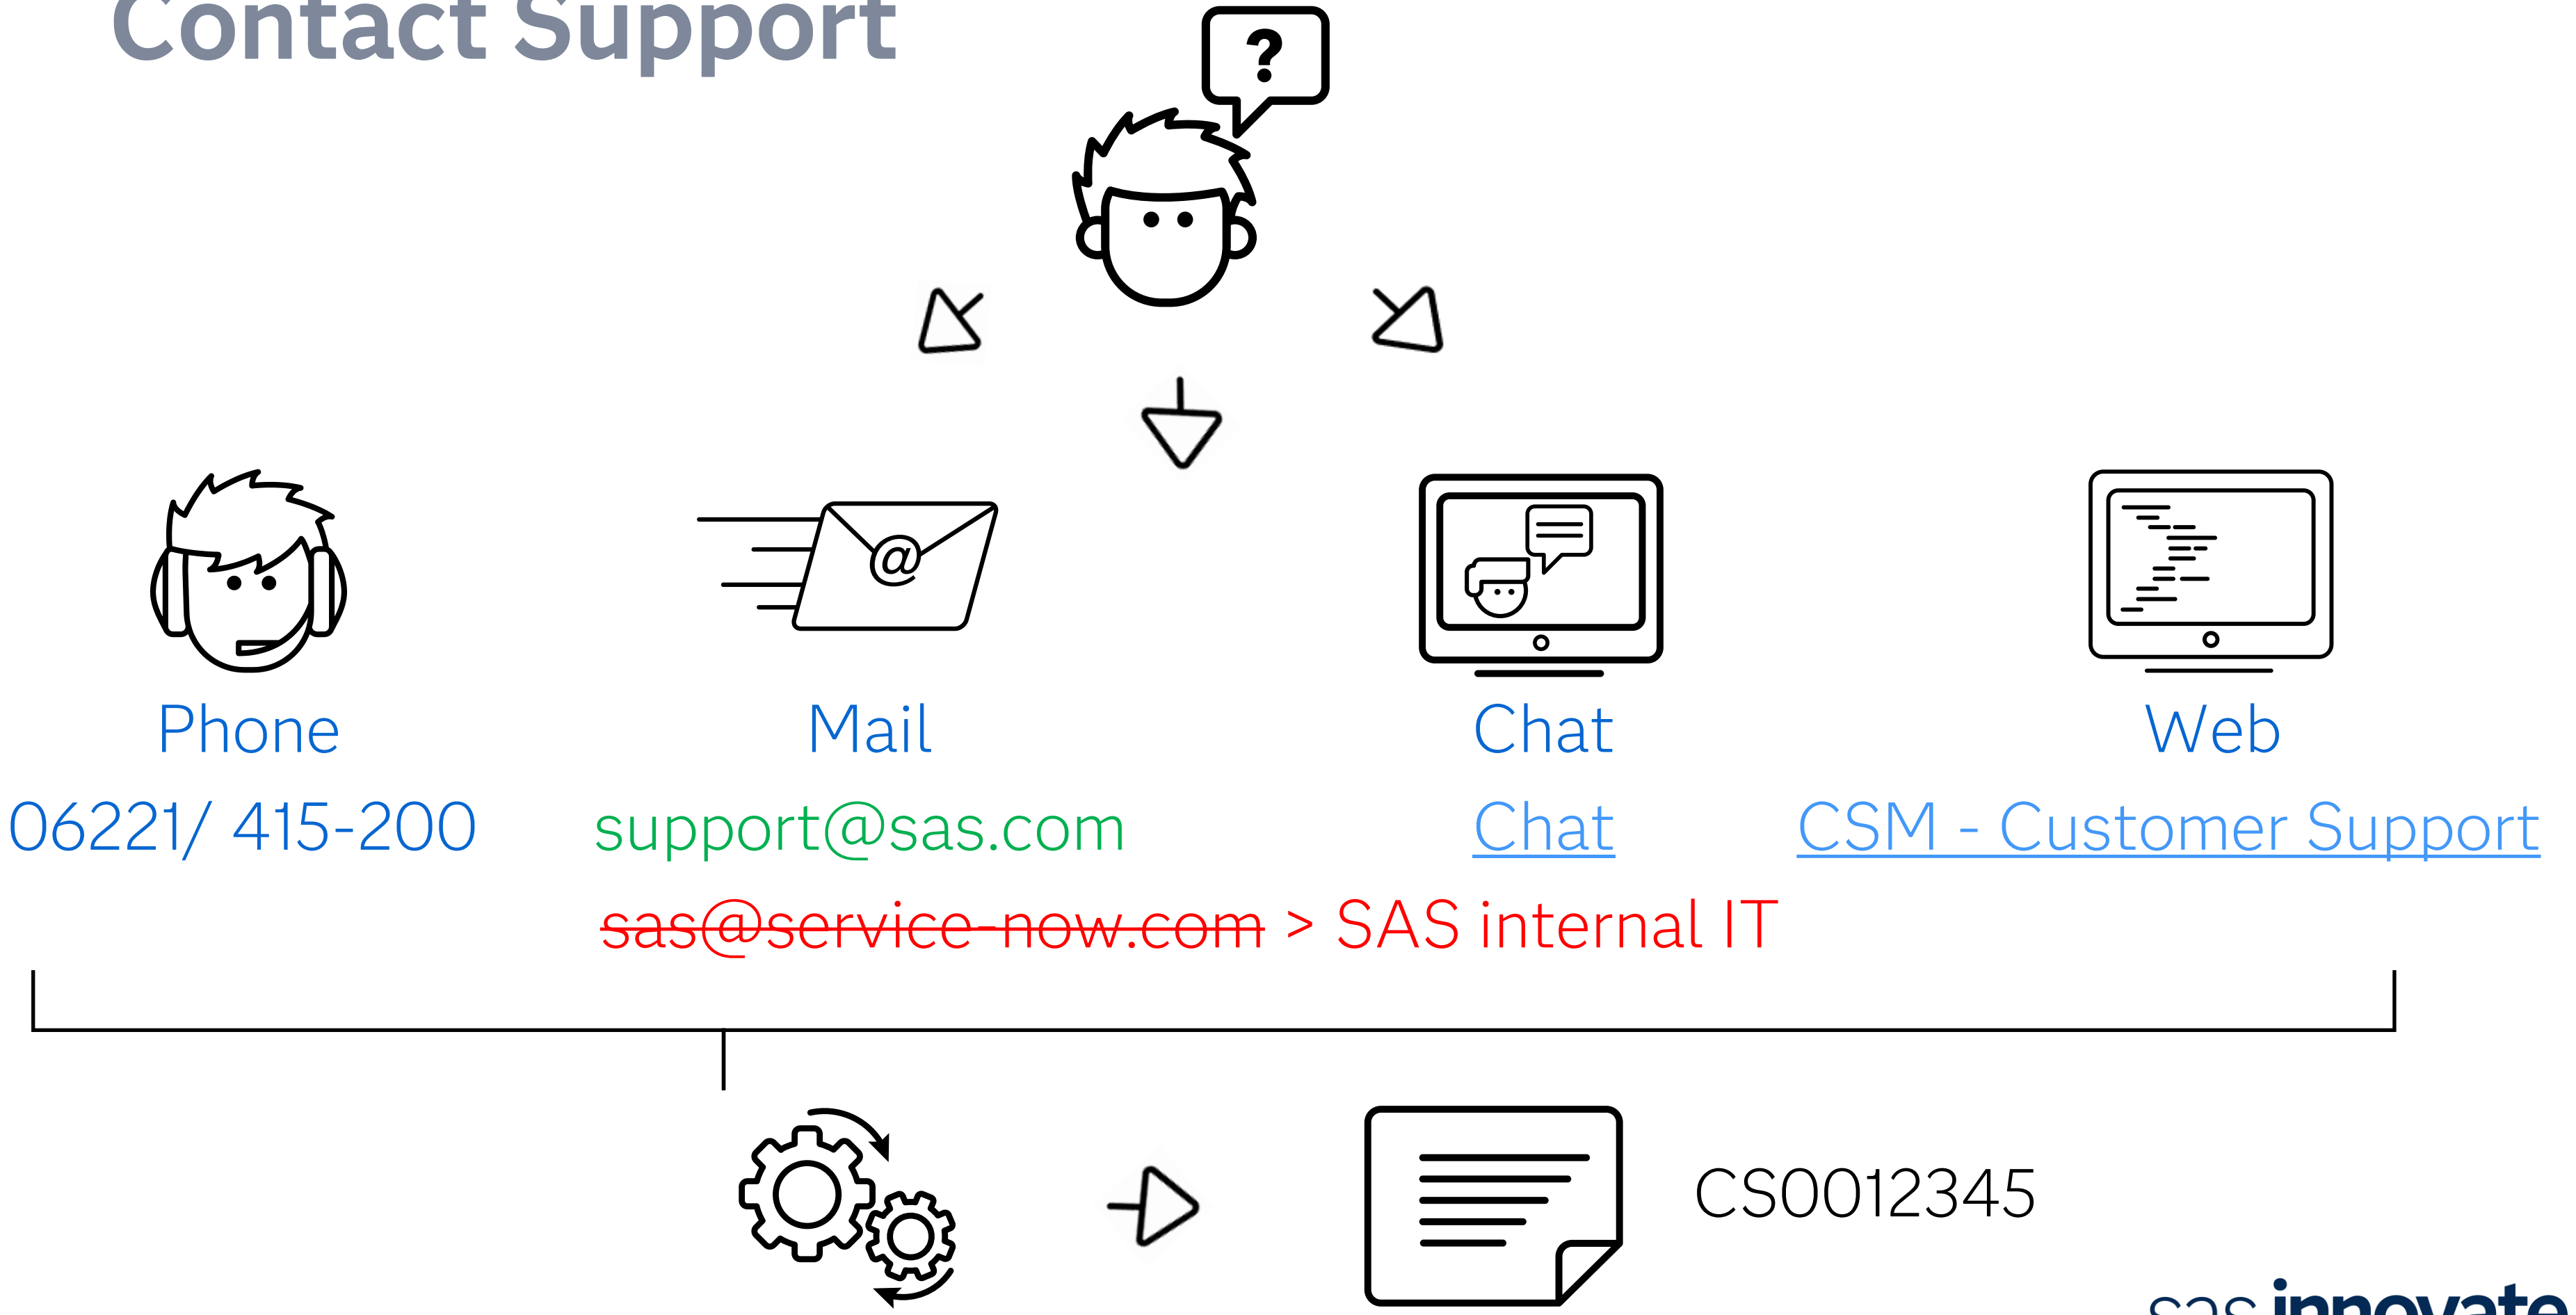 Contact Support
?
@
Phone
Mail
Chat
Web
06221/ 415-200
support@sas.com
Chat
CSM - Customer Support
sas@service-now.com > SAS internal IT
CS0012345
sas innovate